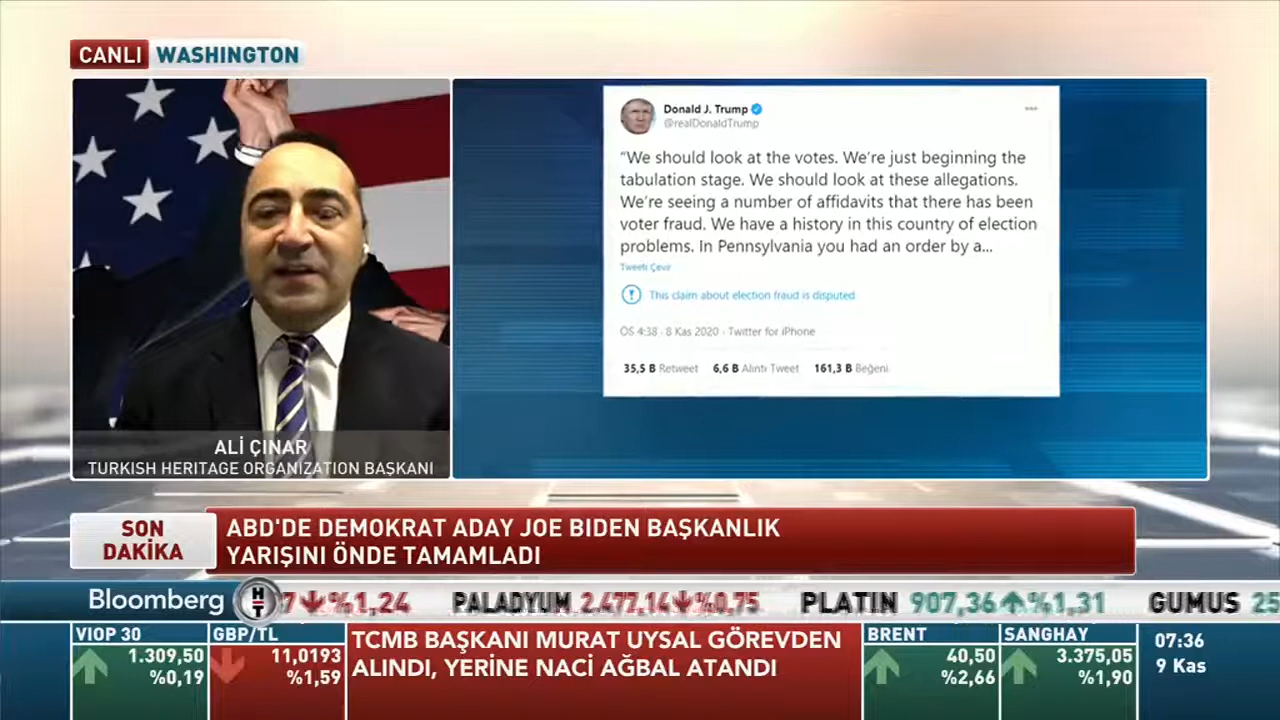 CANLI WASHINGTON
Donald J. Trump
@realDonaldTrump
“We should look at the votes. We’re just beginning the
tabulation stage. We should look at these allegations.
We’re seeing a number of affidavits that there has been
voter fraud. We have a history in this country of election
problems. In Pennsylvania you had an order by a...
Tweeti Çevir
This claim about election fraud is disputed
ÖS 4:38 · 8 Kas 2020 · Twitter for iPhone
35,5 B Retweet 6,6 B Alıntı Tweet 161,3 B Beğeni
ALİ ÇINAR
TURKISH HERITAGE ORGANIZATION BAŞKANI
SON
DAKİKA
ABD'DE DEMOKRAT ADAY JOE BIDEN BAŞKANLIK
YARIŞINI ÖNDE TAMAMLADI
Bloomberg HT 7 %1,24 PALADYUM 2.477,14 %0,75 PLATIN 907,36 %1,31 GUMUS 25
VIOP 30
1.309,50
%0,19
GBP/TL
11,0193
%1,59
TCMB BAŞKANI MURAT UYSAL GÖREVDEN
ALINDI, YERİNE NACİ AĞBAL ATANDI
BRENT
40,50
%2,66
SANGHAY
3.375,05
%1,90
07:36
9 Kas